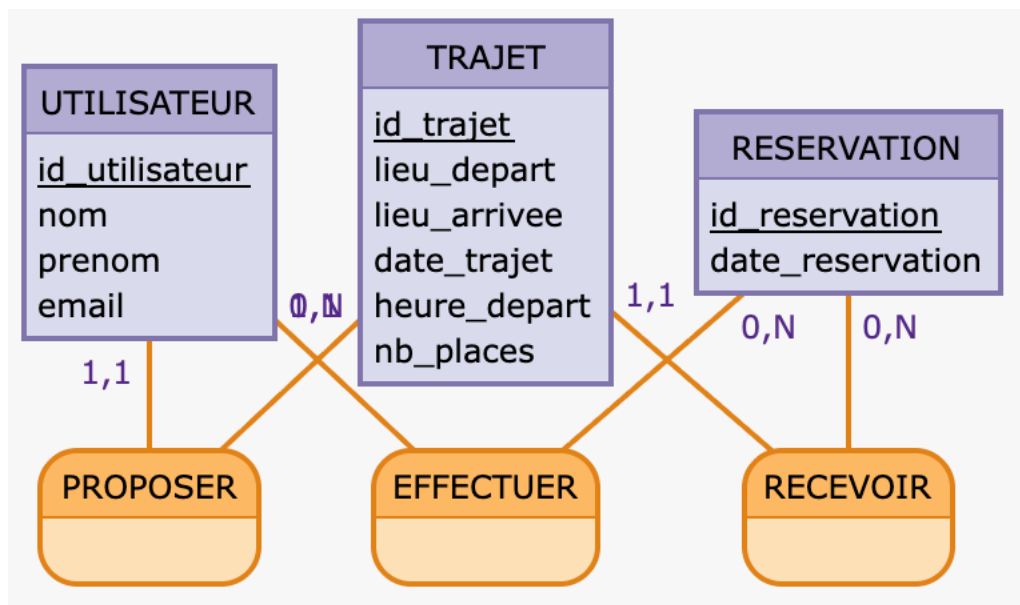 UTILISATEUR
id_utilisateur
nom
prenom
email
TRAJET
id_trajet
lieu_depart
lieu_arrivee
date_trajet
heure_depart
nb_places
RESERVATION
id_reservation
date_reservation
1,1
1,1
0,N
0,N
PROPOSER
EFFECTUER
RECEVOIR